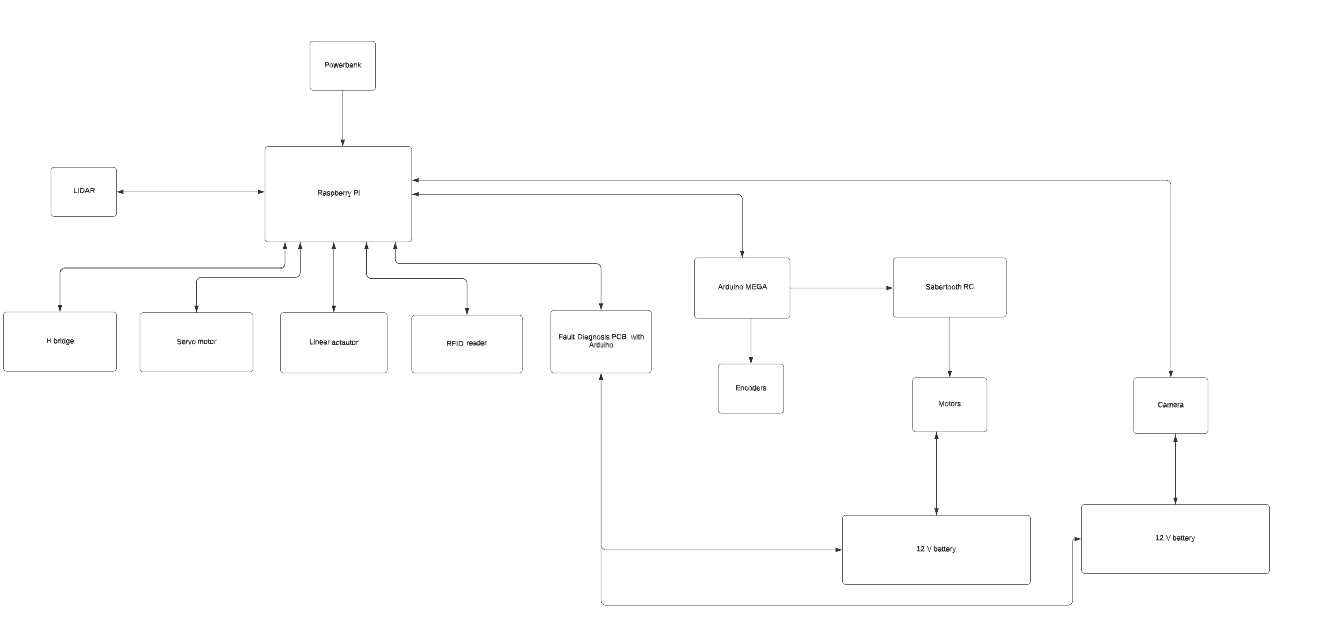 Powerbank
LIDAR
Raspberry Pi
Arduino MEGA
Sabertooth RC
H bridge
Servo motor
Linear actautor
RFID reader
Fault Diagnosis PCB with
Arduino
Encoders
Motors
Camera
12 V battery
12 V battery